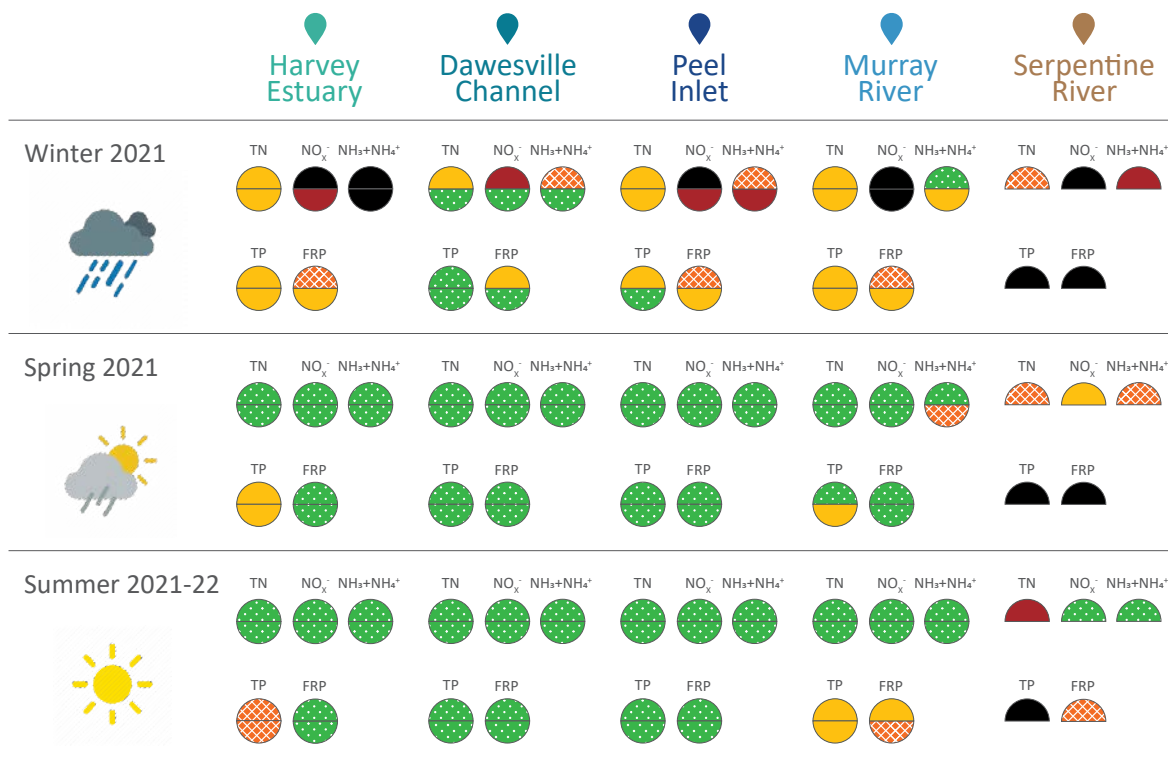 Harvey Estuary
Dawesville Channel
Peel Inlet
Murray River
Serpentine River
Winter 2021
TN NOx⁻ NH₃+NH₄⁺ TN NOx⁻ NH₃+NH₄⁺ TN NOx⁻ NH₃+NH₄⁺ TN NOx⁻ NH₃+NH₄⁺ TN NOx⁻ NH₃+NH₄⁺
TP FRP TP FRP TP FRP TP FRP TP FRP
Spring 2021
TN NOx⁻ NH₃+NH₄⁺ TN NOx⁻ NH₃+NH₄⁺ TN NOx⁻ NH₃+NH₄⁺ TN NOx⁻ NH₃+NH₄⁺ TN NOx⁻ NH₃+NH₄⁺
TP FRP TP FRP TP FRP TP FRP TP FRP
Summer 2021-22
TN NOx⁻ NH₃+NH₄⁺ TN NOx⁻ NH₃+NH₄⁺ TN NOx⁻ NH₃+NH₄⁺ TN NOx⁻ NH₃+NH₄⁺ TN NOx⁻ NH₃+NH₄⁺
TP FRP TP FRP TP FRP TP FRP TP FRP